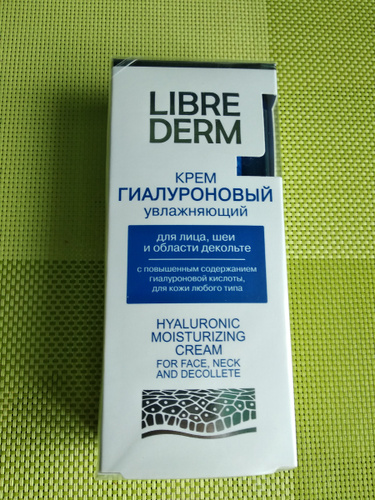 LIBRE
DERM
КРЕМ
ГИАЛУРОНОВЫЙ
увлажняющий
для лица, шеи
и области декольте
с повышенным содержанием
гиалуроновой кислоты,
для кожи любого типа
HYALURONIC
MOISTURIZING
CREAM
FOR FACE, NECK
AND DECOLLETE